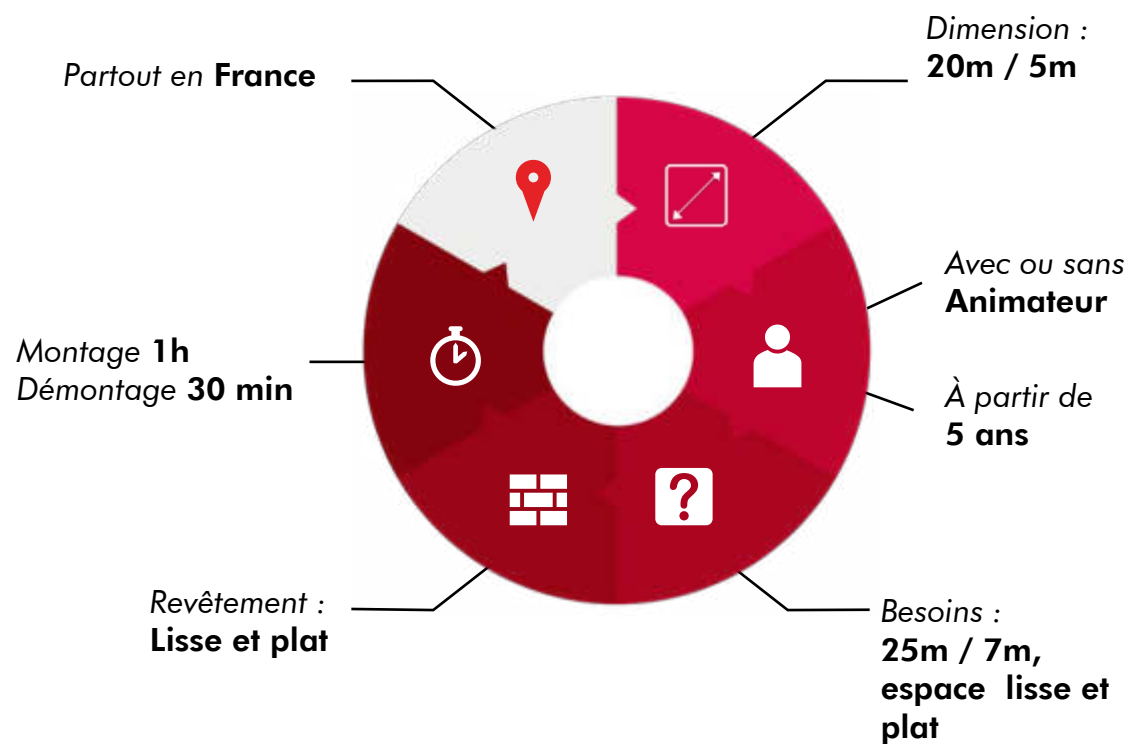 Partout en France
Dimension :
20m / 5m
Avec ou sans
Animateur
À partir de
5 ans
Besoins :
25m / 7m,
espace lisse et
plat
Revêtement :
Lisse et plat
Montage 1h
Démontage 30 min
?